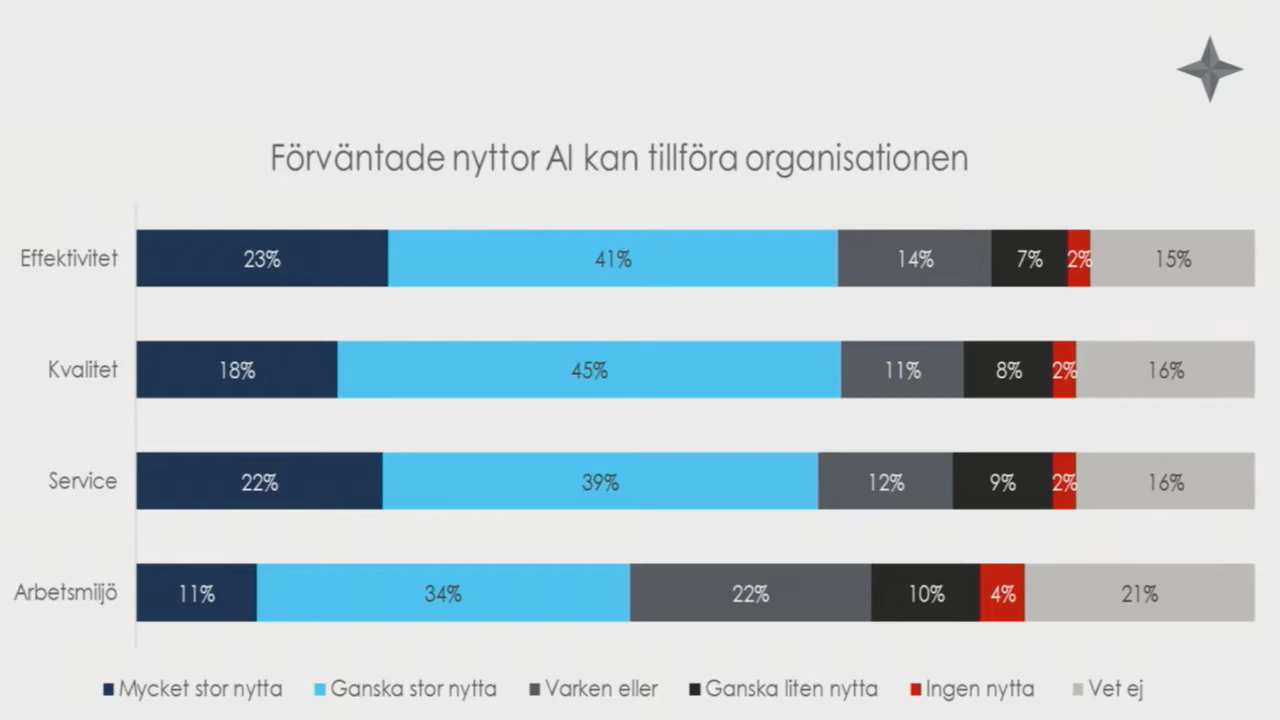 Förväntade nyttor AI kan tillföra organisationen
Effektivitet 23% 41% 14% 7% 2% 15%
Kvalitet 18% 45% 11% 8% 2% 16%
Service 22% 39% 12% 9% 2% 16%
Arbetsmiljö 11% 34% 22% 10% 4% 21%
Mycket stor nytta Ganska stor nytta Varken eller Ganska liten nytta Ingen nytta Vet ej